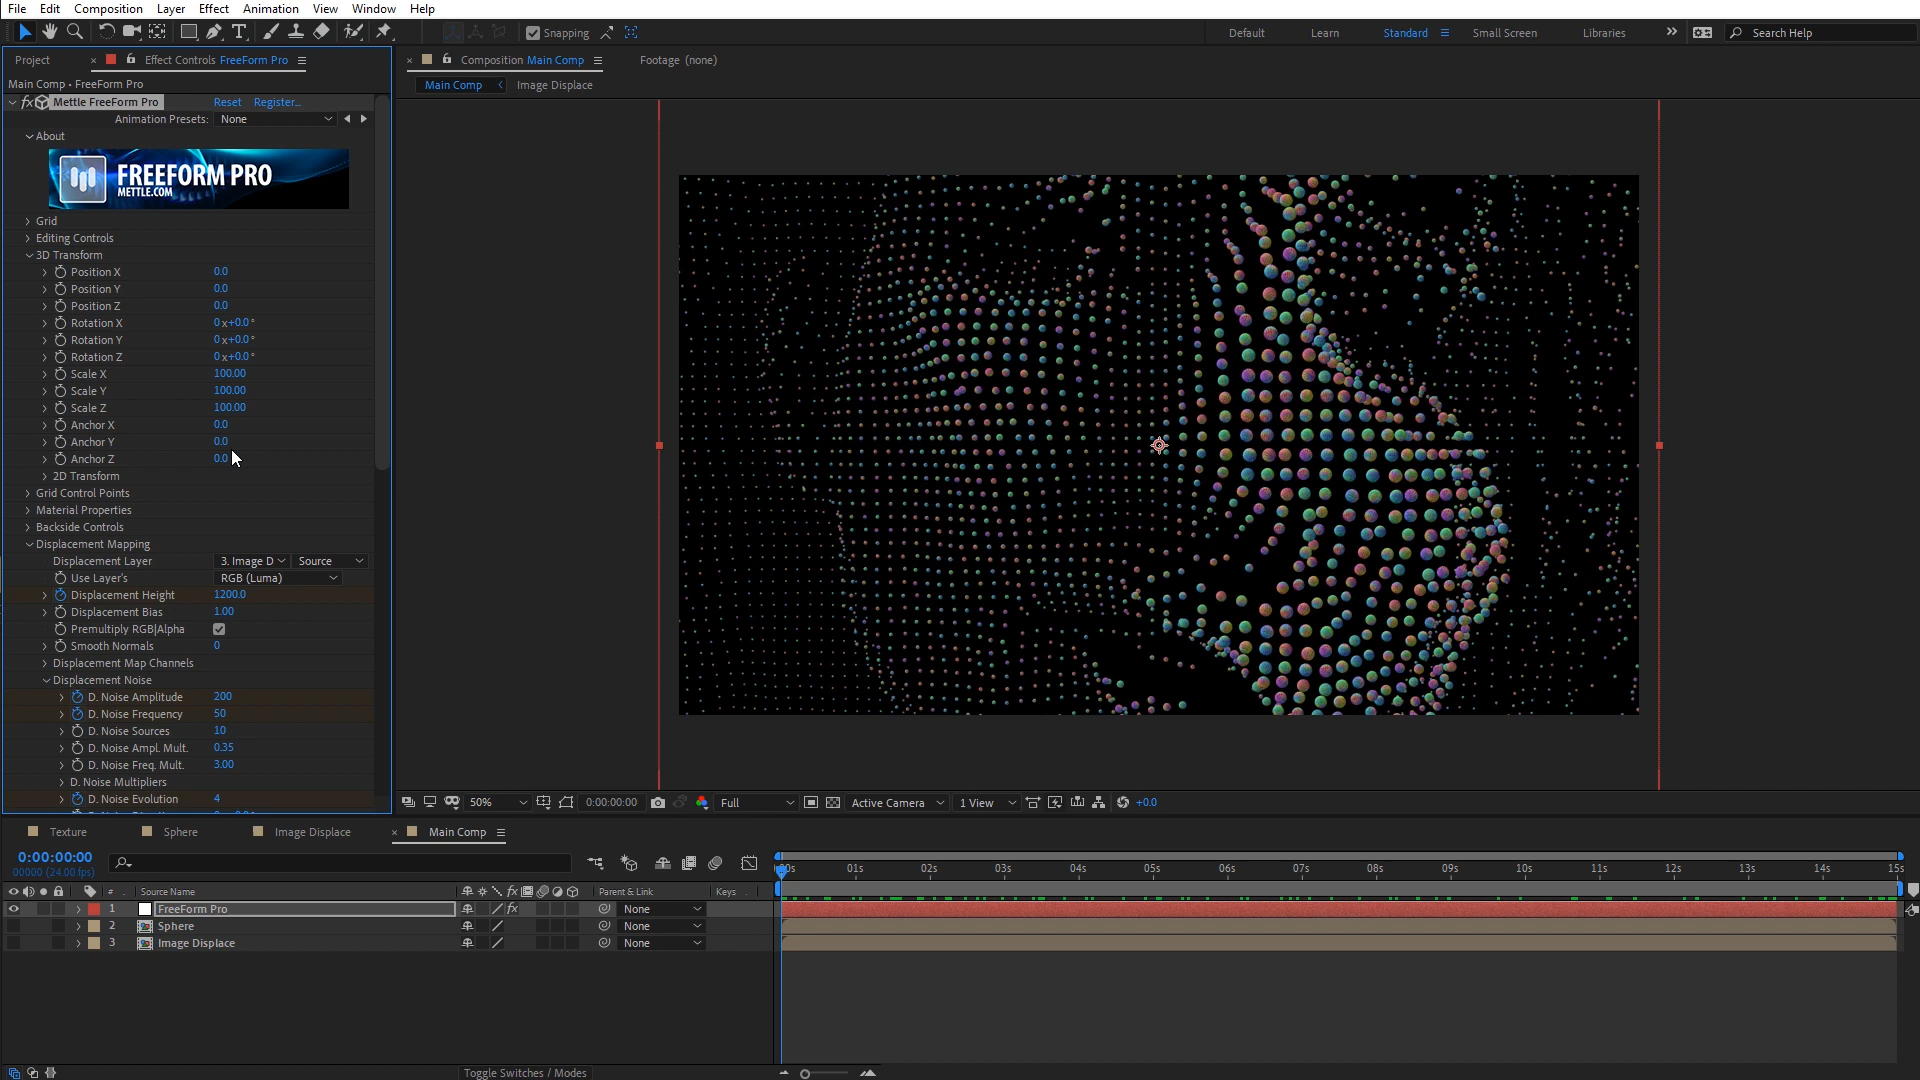 File Edit Composition Layer Effect Animation View Window Help
Snapping Default Learn Standard Small Screen Libraries Search Help
Project Effect Controls FreeForm Pro Composition Main Comp Footage (none)
Main Comp • FreeForm Pro Main Comp Image Displace
fx Mettle FreeForm Pro Reset Register...
Animation Presets: None
About
FREEFORM PRO
METTLE.COM
Grid
Editing Controls
3D Transform
Position X 0.0
Position Y 0.0
Position Z 0.0
Rotation X 0x+0.0°
Rotation Y 0x+0.0°
Rotation Z 0x+0.0°
Scale X 100.00
Scale Y 100.00
Scale Z 100.00
Anchor X 0.0
Anchor Y 0.0
Anchor Z 0.0
2D Transform
Grid Control Points
Material Properties
Backside Controls
Displacement Mapping
Displacement Layer 3. Image D Source
Use Layer's RGB (Luma)
Displacement Height 1200.0
Displacement Bias 1.00
Premultiply RGB|Alpha
Smooth Normals 0
Displacement Map Channels
Displacement Noise
D. Noise Amplitude 200
D. Noise Frequency 50
D. Noise Sources 10
D. Noise Ampl. Mult. 0.35
D. Noise Freq. Mult. 3.00
D. Noise Multipliers
D. Noise Evolution 4
50% 0:00:00:00 Full Active Camera 1 View +0.0
Texture Sphere Image Displace Main Comp
0:00:00:00
00000 (24.00 fps)
01s 02s 03s 04s 05s 06s 07s 08s 09s 10s 11s 12s 13s 14s 15s
# Source Name fx Parent & Link Keys
1 FreeForm Pro fx None
2 Sphere None
3 Image Displace None
Toggle Switches / Modes